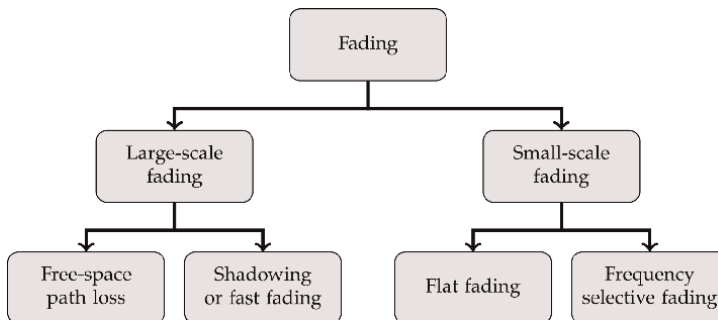 Fading
Large-scale
fading
Small-scale
fading
Free-space
path loss
Shadowing
or fast fading
Flat fading
Frequency
selective fading